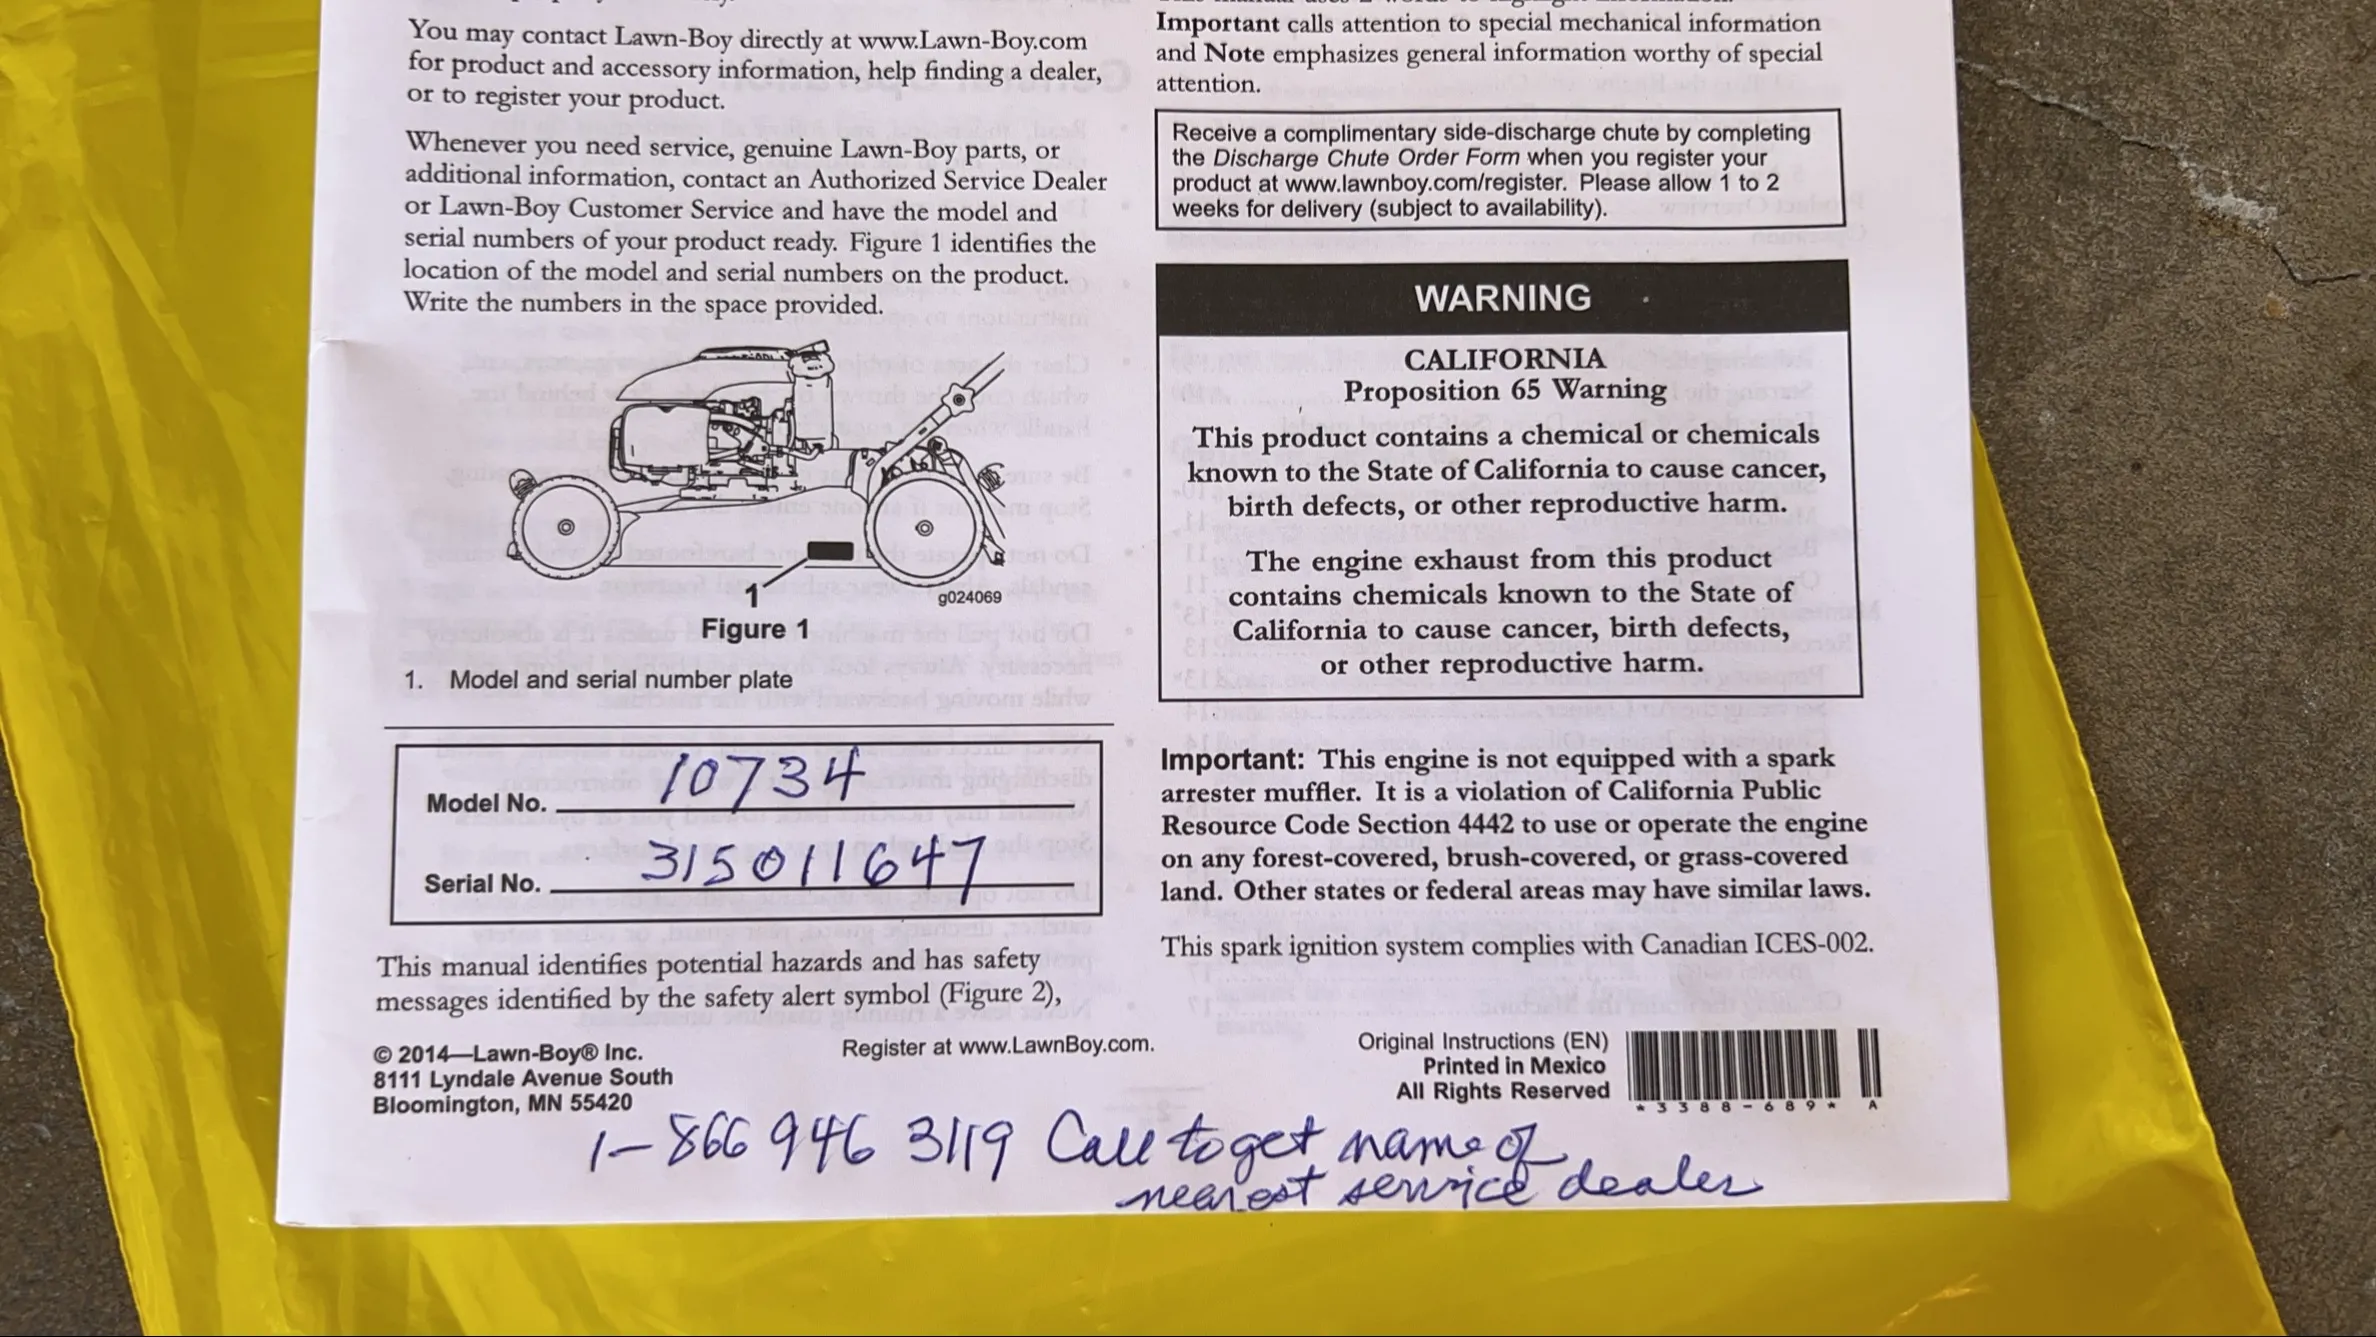 You may contact Lawn-Boy directly at www.Lawn-Boy.com
for product and accessory information, help finding a dealer,
or to register your product.
Whenever you need service, genuine Lawn-Boy parts, or
additional information, contact an Authorized Service Dealer
or Lawn-Boy Customer Service and have the model and
serial numbers of your product ready. Figure 1 identifies the
location of the model and serial numbers on the product.
Write the numbers in the space provided.
1
g024069
Figure 1
1. Model and serial number plate
Model No. 10734
Serial No. 315011647
This manual identifies potential hazards and has safety
messages identified by the safety alert symbol (Figure 2),
Important calls attention to special mechanical information
and Note emphasizes general information worthy of special
attention.
Receive a complimentary side-discharge chute by completing
the Discharge Chute Order Form when you register your
product at www.lawnboy.com/register. Please allow 1 to 2
weeks for delivery (subject to availability).
WARNING
CALIFORNIA
Proposition 65 Warning
This product contains a chemical or chemicals
known to the State of California to cause cancer,
birth defects, or other reproductive harm.
The engine exhaust from this product
contains chemicals known to the State of
California to cause cancer, birth defects,
or other reproductive harm.
Important: This engine is not equipped with a spark
arrester muffler. It is a violation of California Public
Resource Code Section 4442 to use or operate the engine
on any forest-covered, brush-covered, or grass-covered
land. Other states or federal areas may have similar laws.
This spark ignition system complies with Canadian ICES-002.
© 2014—Lawn-Boy® Inc.
8111 Lyndale Avenue South
Bloomington, MN 55420
Register at www.LawnBoy.com.
Original Instructions (EN)
Printed in Mexico
All Rights Reserved
*3388-689* A
1-866 946 3119 Call to get name of
nearest service dealer